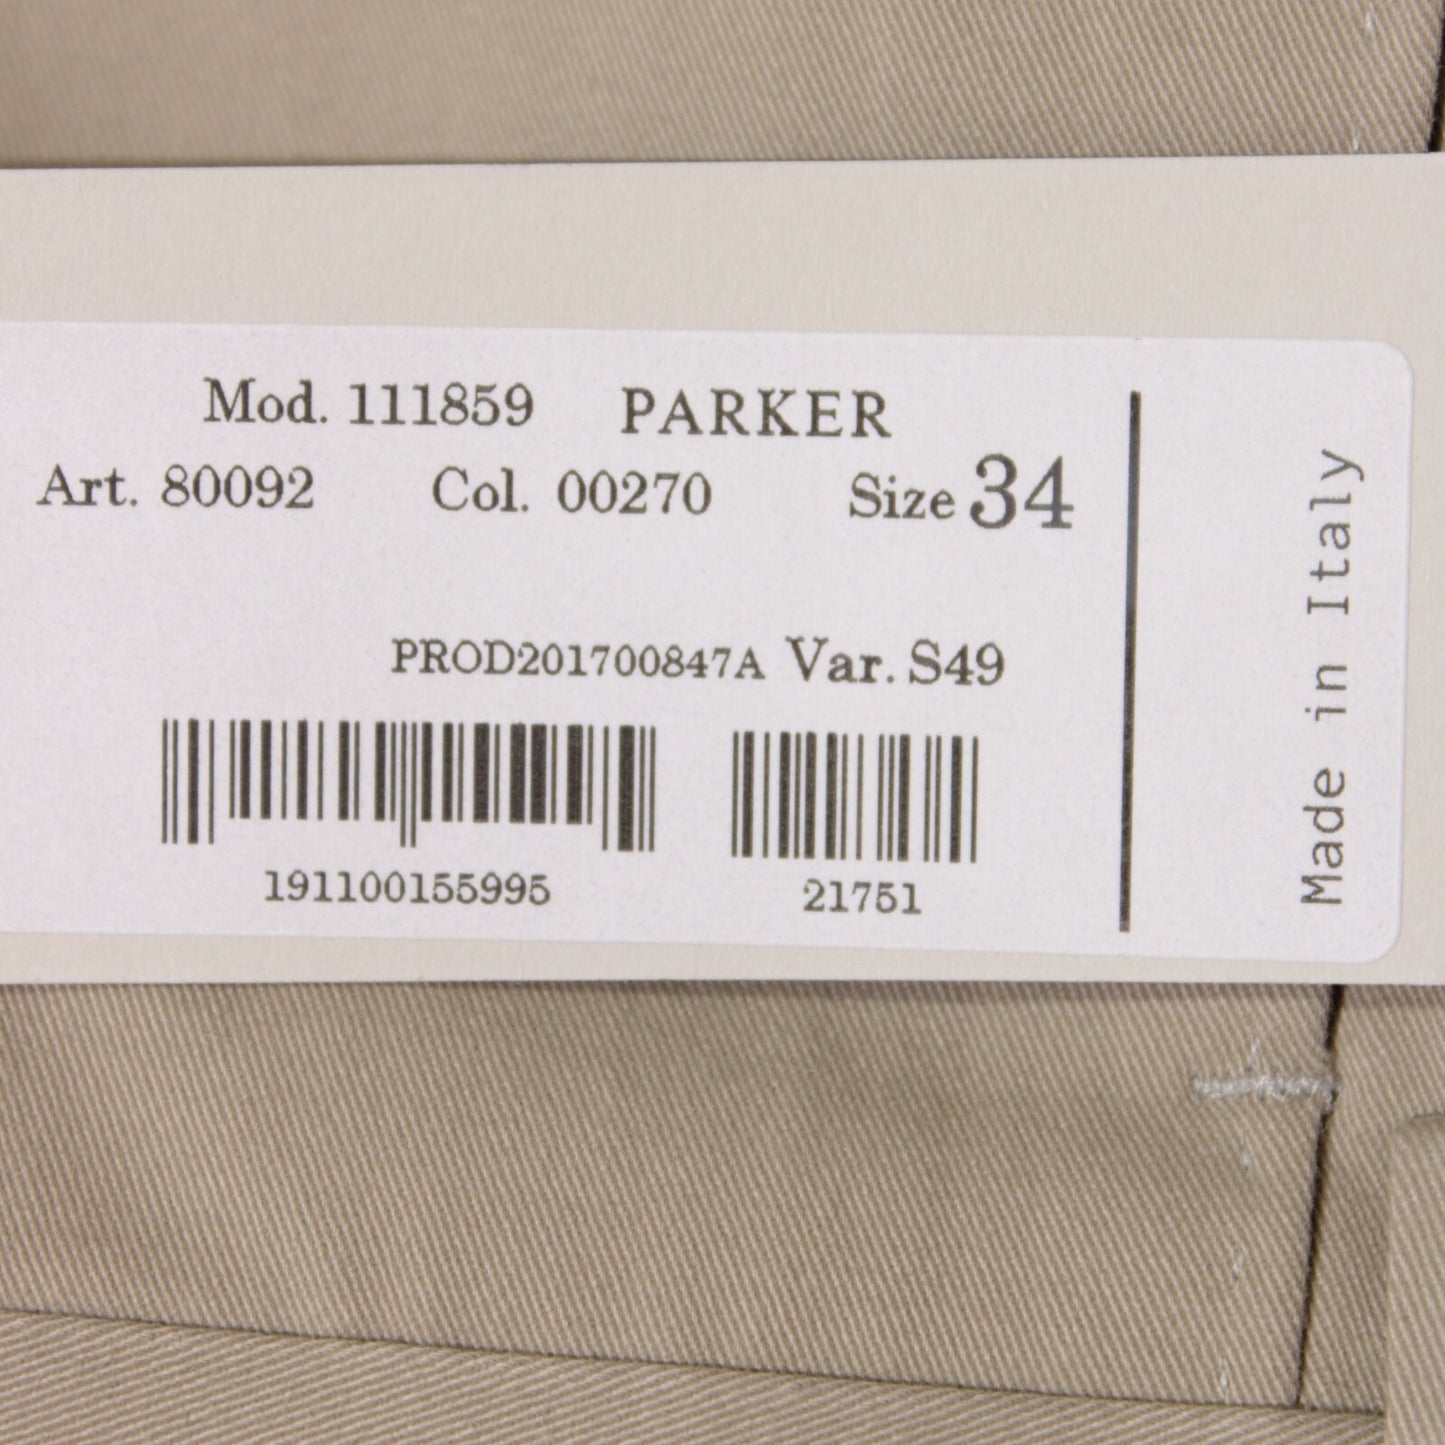 Mod. 111859 PARKER
Art. 80092 Col. 00270 Size 34
PROD201700847A Var. S49
191100155995 21751
Made in Italy